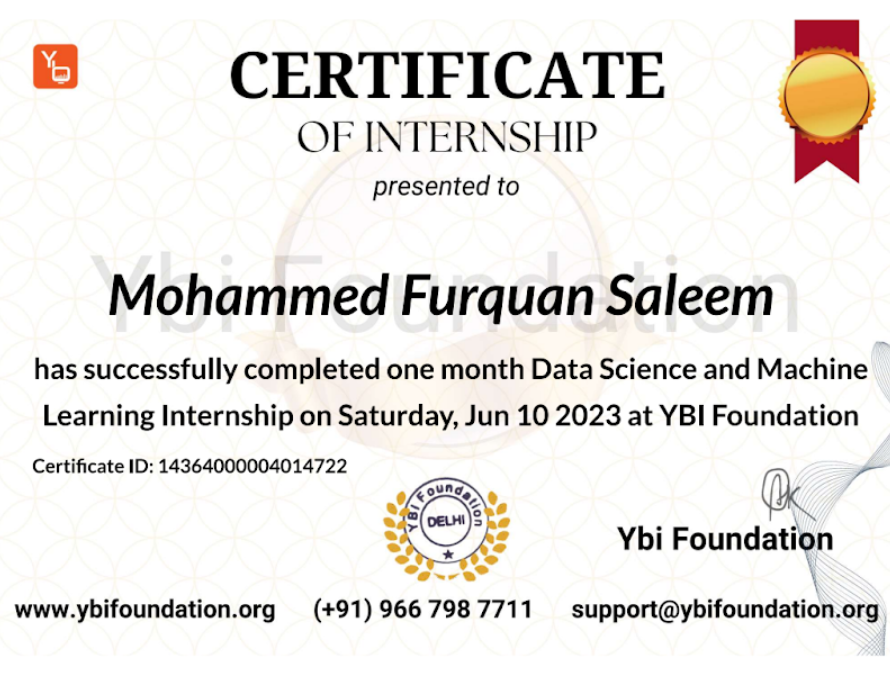 CERTIFICATE
OF INTERNSHIP
presented to
Ybi Foundation
Mohammed Furquan Saleem
has successfully completed one month Data Science and Machine
Learning Internship on Saturday, Jun 10 2023 at YBI Foundation
Certificate ID: 14364000004014722
YBI Foundation
DELHI
Ybi Foundation
www.ybifoundation.org (+91) 966 798 7711 support@ybifoundation.org